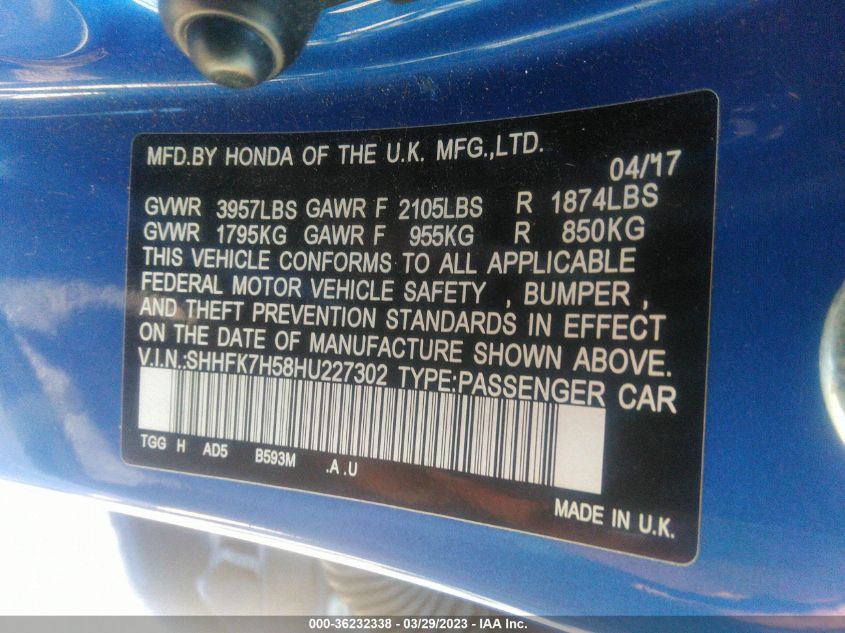 MFD.BY HONDA OF THE U.K. MFG.,LTD. 04/17
GVWR 3957LBS GAWR F 2105LBS R 1874LBS
GVWR 1795KG GAWR F 955KG R 850KG
THIS VEHICLE CONFORMS TO ALL APPLICABLE
FEDERAL MOTOR VEHICLE SAFETY , BUMPER ,
AND THEFT PREVENTION STANDARDS IN EFFECT
ON THE DATE OF MANUFACTURE SHOWN ABOVE.
V.I.N.:SHHFK7H58HU227302 TYPE:PASSENGER CAR
TGG H AD5 B593M .A .U
MADE IN U.K.
000-36232338 - 03/29/2023 - IAAI.COM